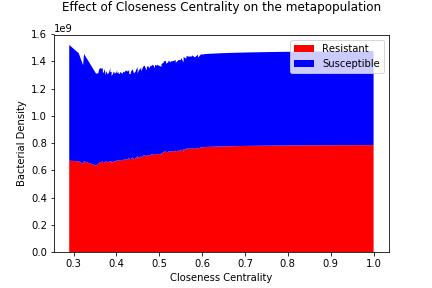 Effect of Closeness Centrality on the metapopulation
1e9
1.6
1.4
1.2
1.0
0.8
0.6
0.4
0.2
0.0
Bacterial Density
Resistant
Susceptible
0.3 0.4 0.5 0.6 0.7 0.8 0.9 1.0
Closeness Centrality